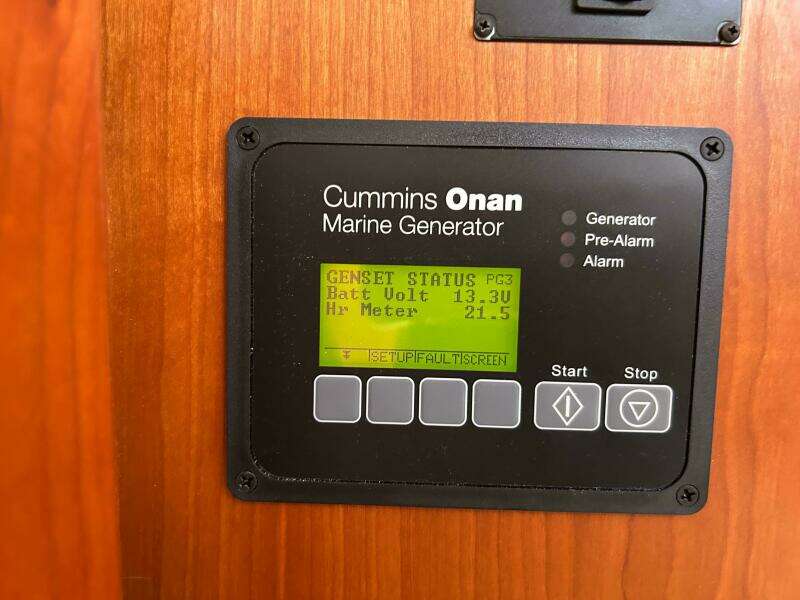 Cummins Onan
Marine Generator
Generator
Pre-Alarm
Alarm
GENSET STATUS PG3
Batt Volt 13.3V
Hr Meter 21.5
SETUP FAULT SCREEN
Start
Stop